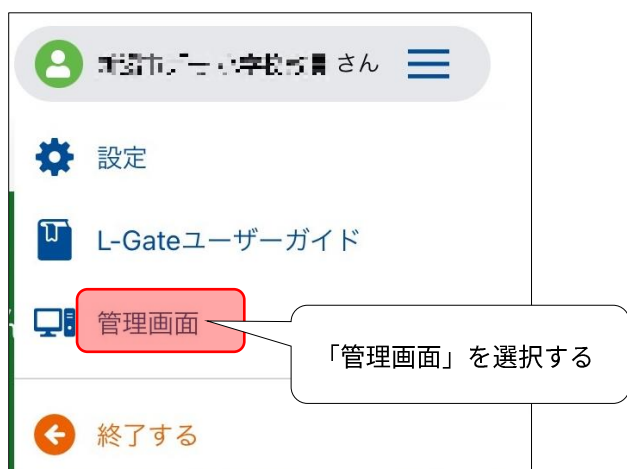 さん
設定
L-Gateユーザーガイド
管理画面
「管理画面」を選択する
終了する